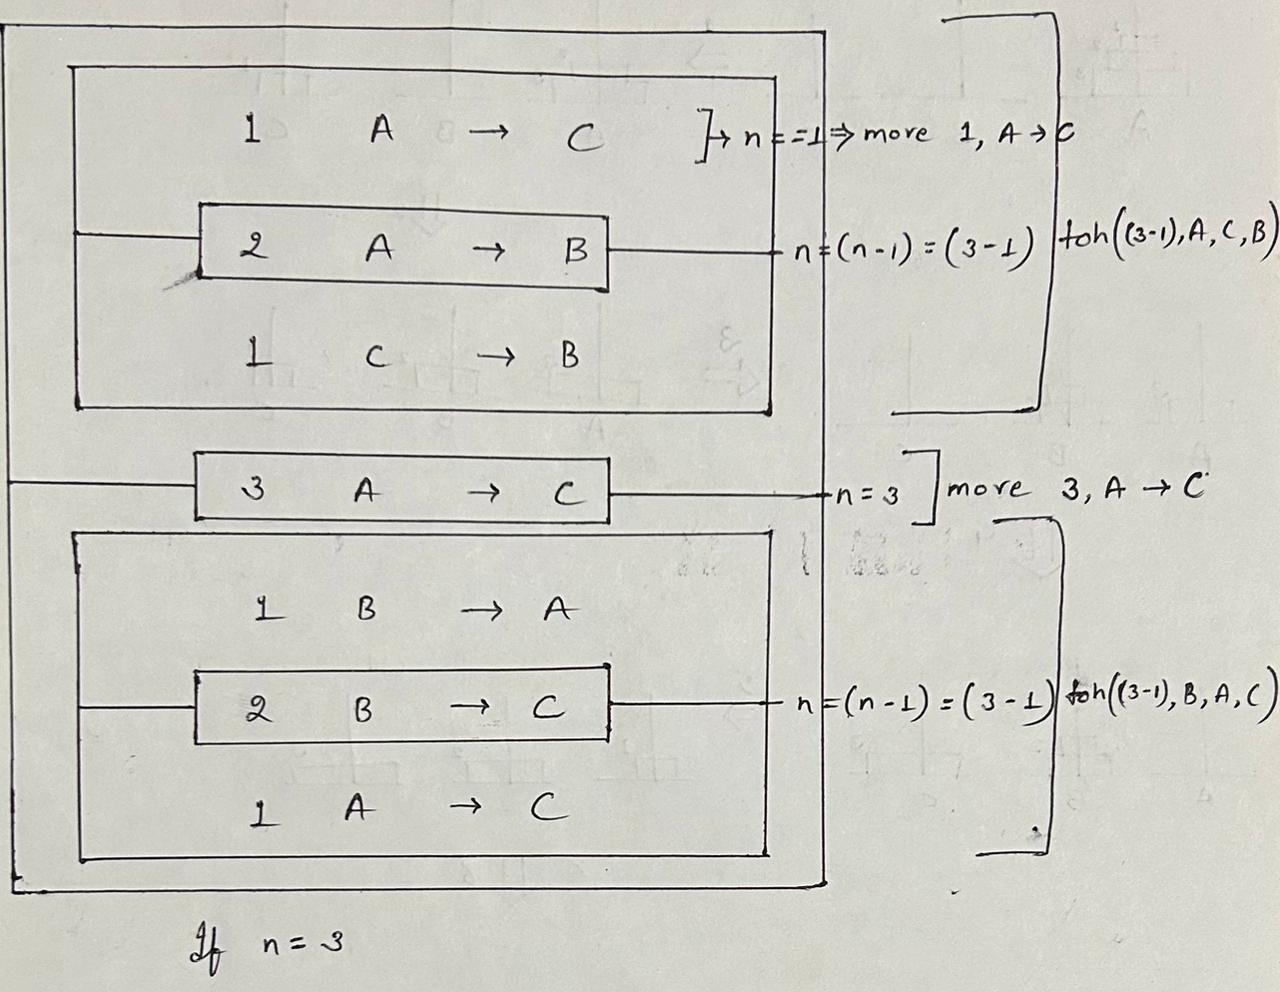 1 A → C ]→ n==1 ⇒ more 1, A → C
2 A → B n=(n-1) = (3-1) toh((3-1), A, C, B)
1 C → B
3 A → C n=3 ] more 3, A → C
1 B → A
2 B → C n=(n-1) = (3-1) toh((3-1), B, A, C)
1 A → C
If n = 3